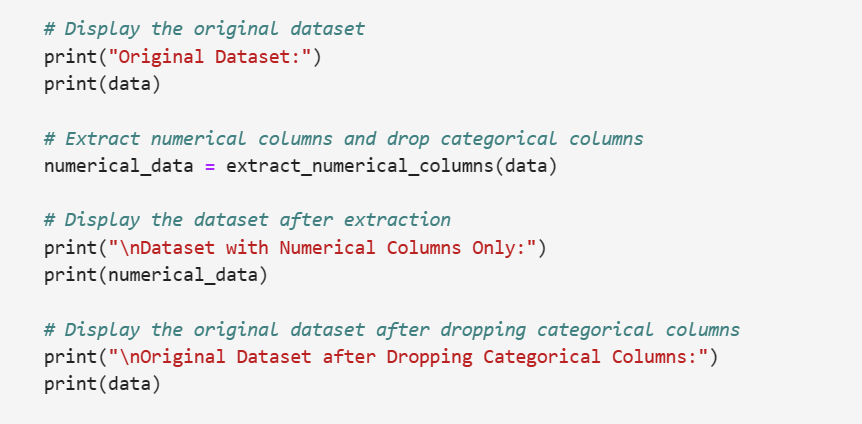 # Display the original dataset
print("Original Dataset:")
print(data)
# Extract numerical columns and drop categorical columns
numerical_data = extract_numerical_columns(data)
# Display the dataset after extraction
print("\nDataset with Numerical Columns Only:")
print(numerical_data)
# Display the original dataset after dropping categorical columns
print("\nOriginal Dataset after Dropping Categorical Columns:")
print(data)